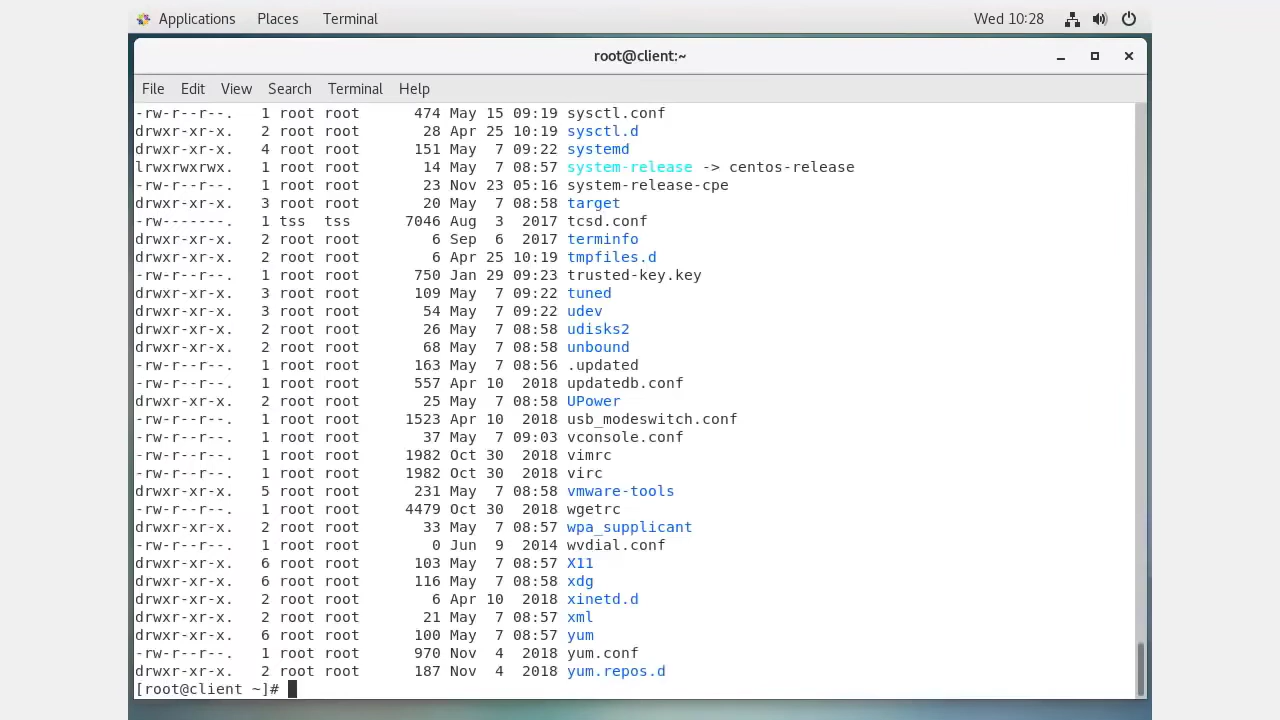 Applications Places Terminal Wed 10:28
root@client:~
File Edit View Search Terminal Help
-rw-r--r--.   1 root root      474 May 15 09:19 sysctl.conf
drwxr-xr-x.   2 root root       28 Apr 25 10:19 sysctl.d
drwxr-xr-x.   4 root root      151 May  7 09:22 systemd
lrwxrwxrwx.   1 root root       14 May  7 08:57 system-release -> centos-release
-rw-r--r--.   1 root root       23 Nov 23 05:16 system-release-cpe
drwxr-xr-x.   3 root root       20 May  7 08:58 target
-rw-------.   1 tss  tss      7046 Aug  3  2017 tcsd.conf
drwxr-xr-x.   2 root root        6 Sep  6  2017 terminfo
drwxr-xr-x.   2 root root        6 Apr 25 10:19 tmpfiles.d
-rw-r--r--.   1 root root      750 Jan 29 09:23 trusted-key.key
drwxr-xr-x.   3 root root      109 May  7 09:22 tuned
drwxr-xr-x.   3 root root       54 May  7 09:22 udev
drwxr-xr-x.   2 root root       26 May  7 08:58 udisks2
drwxr-xr-x.   2 root root       68 May  7 08:58 unbound
-rw-r--r--.   1 root root      163 May  7 08:56 .updated
-rw-r--r--.   1 root root      557 Apr 10  2018 updatedb.conf
drwxr-xr-x.   2 root root       25 May  7 08:58 UPower
-rw-r--r--.   1 root root     1523 Apr 10  2018 usb_modeswitch.conf
-rw-r--r--.   1 root root       37 May  7 09:03 vconsole.conf
-rw-r--r--.   1 root root     1982 Oct 30  2018 vimrc
-rw-r--r--.   1 root root     1982 Oct 30  2018 virc
drwxr-xr-x.   5 root root      231 May  7 08:58 vmware-tools
-rw-r--r--.   1 root root     4479 Oct 30  2018 wgetrc
drwxr-xr-x.   2 root root       33 May  7 08:57 wpa_supplicant
-rw-r--r--.   1 root root        0 Jun  9  2014 wvdial.conf
drwxr-xr-x.   6 root root      103 May  7 08:57 X11
drwxr-xr-x.   6 root root      116 May  7 08:58 xdg
drwxr-xr-x.   2 root root        6 Apr 10  2018 xinetd.d
drwxr-xr-x.   2 root root       21 May  7 08:57 xml
drwxr-xr-x.   6 root root      100 May  7 08:57 yum
-rw-r--r--.   1 root root      970 Nov  4  2018 yum.conf
drwxr-xr-x.   2 root root      187 Nov  4  2018 yum.repos.d
[root@client ~]#